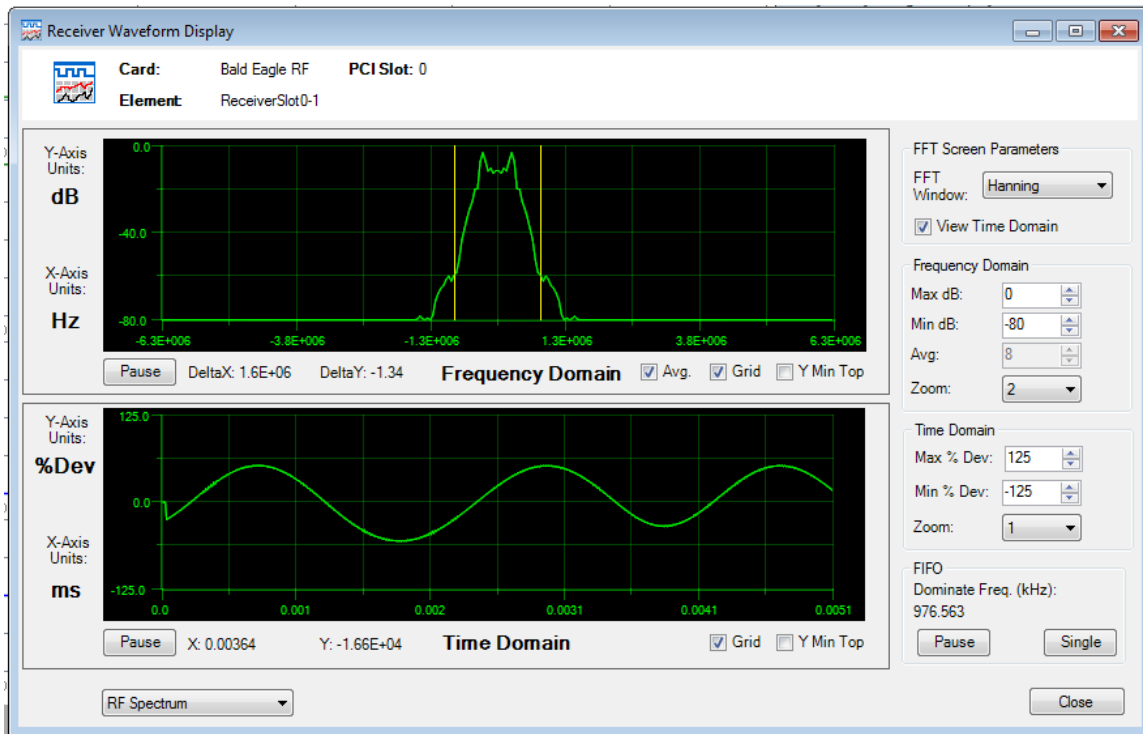 Receiver Waveform Display
Card: Bald Eagle RF PCI Slot: 0
Element: ReceiverSlot0-1
Y-Axis
Units:
dB
X-Axis
Units:
Hz
0.0
-40.0
-80.0
-6.3E+006 -3.8E+006 -1.3E+006 1.3E+006 3.8E+006 6.3E+006
Pause DeltaX: 1.6E+06 DeltaY: -1.34 Frequency Domain Avg. Grid Y Min Top
Y-Axis
Units:
%Dev
X-Axis
Units:
ms
125.0
0.0
-125.0
0.0 0.001 0.002 0.0031 0.0041 0.0051
Pause X: 0.00364 Y: -1.66E+04 Time Domain Grid Y Min Top
RF Spectrum
FFT Screen Parameters
FFT
Window: Hanning
View Time Domain
Frequency Domain
Max dB: 0
Min dB: -80
Avg: 8
Zoom: 2
Time Domain
Max % Dev: 125
Min % Dev: -125
Zoom: 1
FIFO
Dominate Freq. (kHz):
976.563
Pause Single
Close